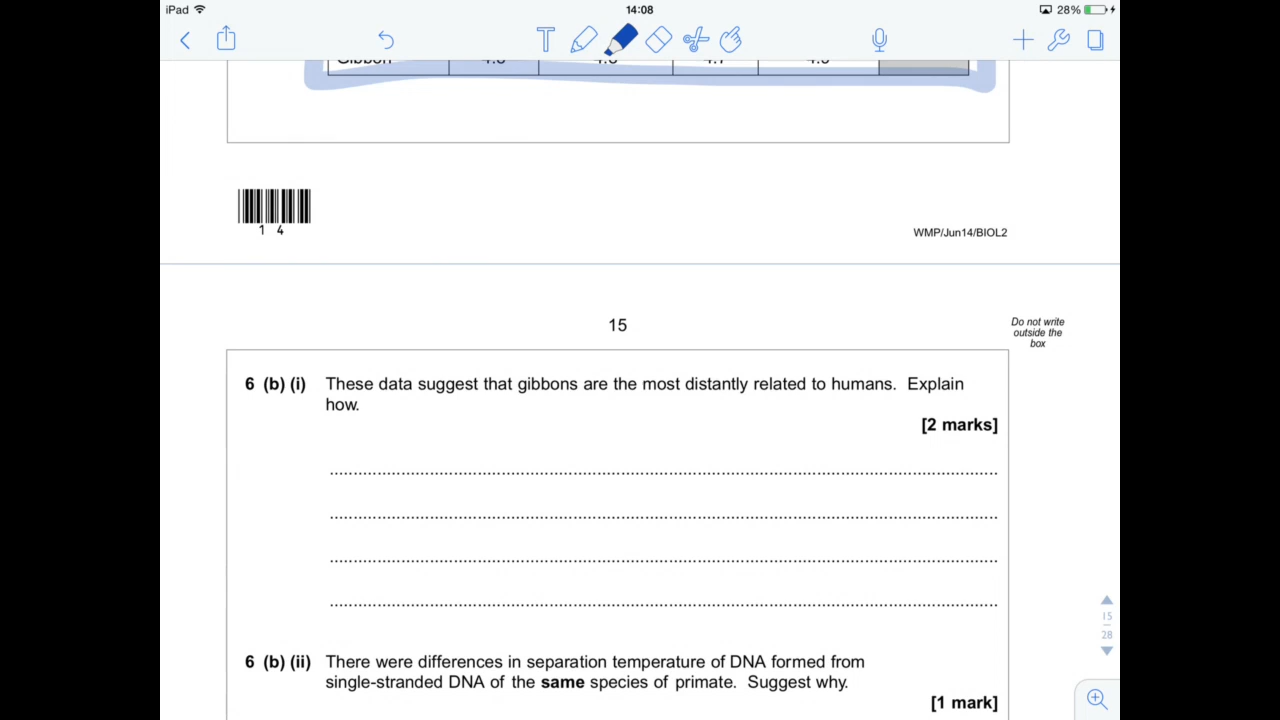 iPad 14:08 28%
T
1 4
WMP/Jun14/BIOL2
15
Do not write
outside the
box
6 (b) (i) These data suggest that gibbons are the most distantly related to humans. Explain
how.
[2 marks]
15
28
6 (b) (ii) There were differences in separation temperature of DNA formed from
single-stranded DNA of the same species of primate. Suggest why.
[1 mark]